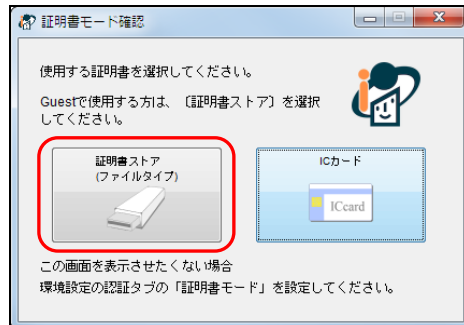 証明書モード確認
使用する証明書を選択してください。
Guestで使用する方は、〔証明書ストア〕を選択
してください。
証明書ストア
(ファイルタイプ)
ICカード
ICcard
この画面を表示させたくない場合
環境設定の認証タブの「証明書モード」を設定してください。